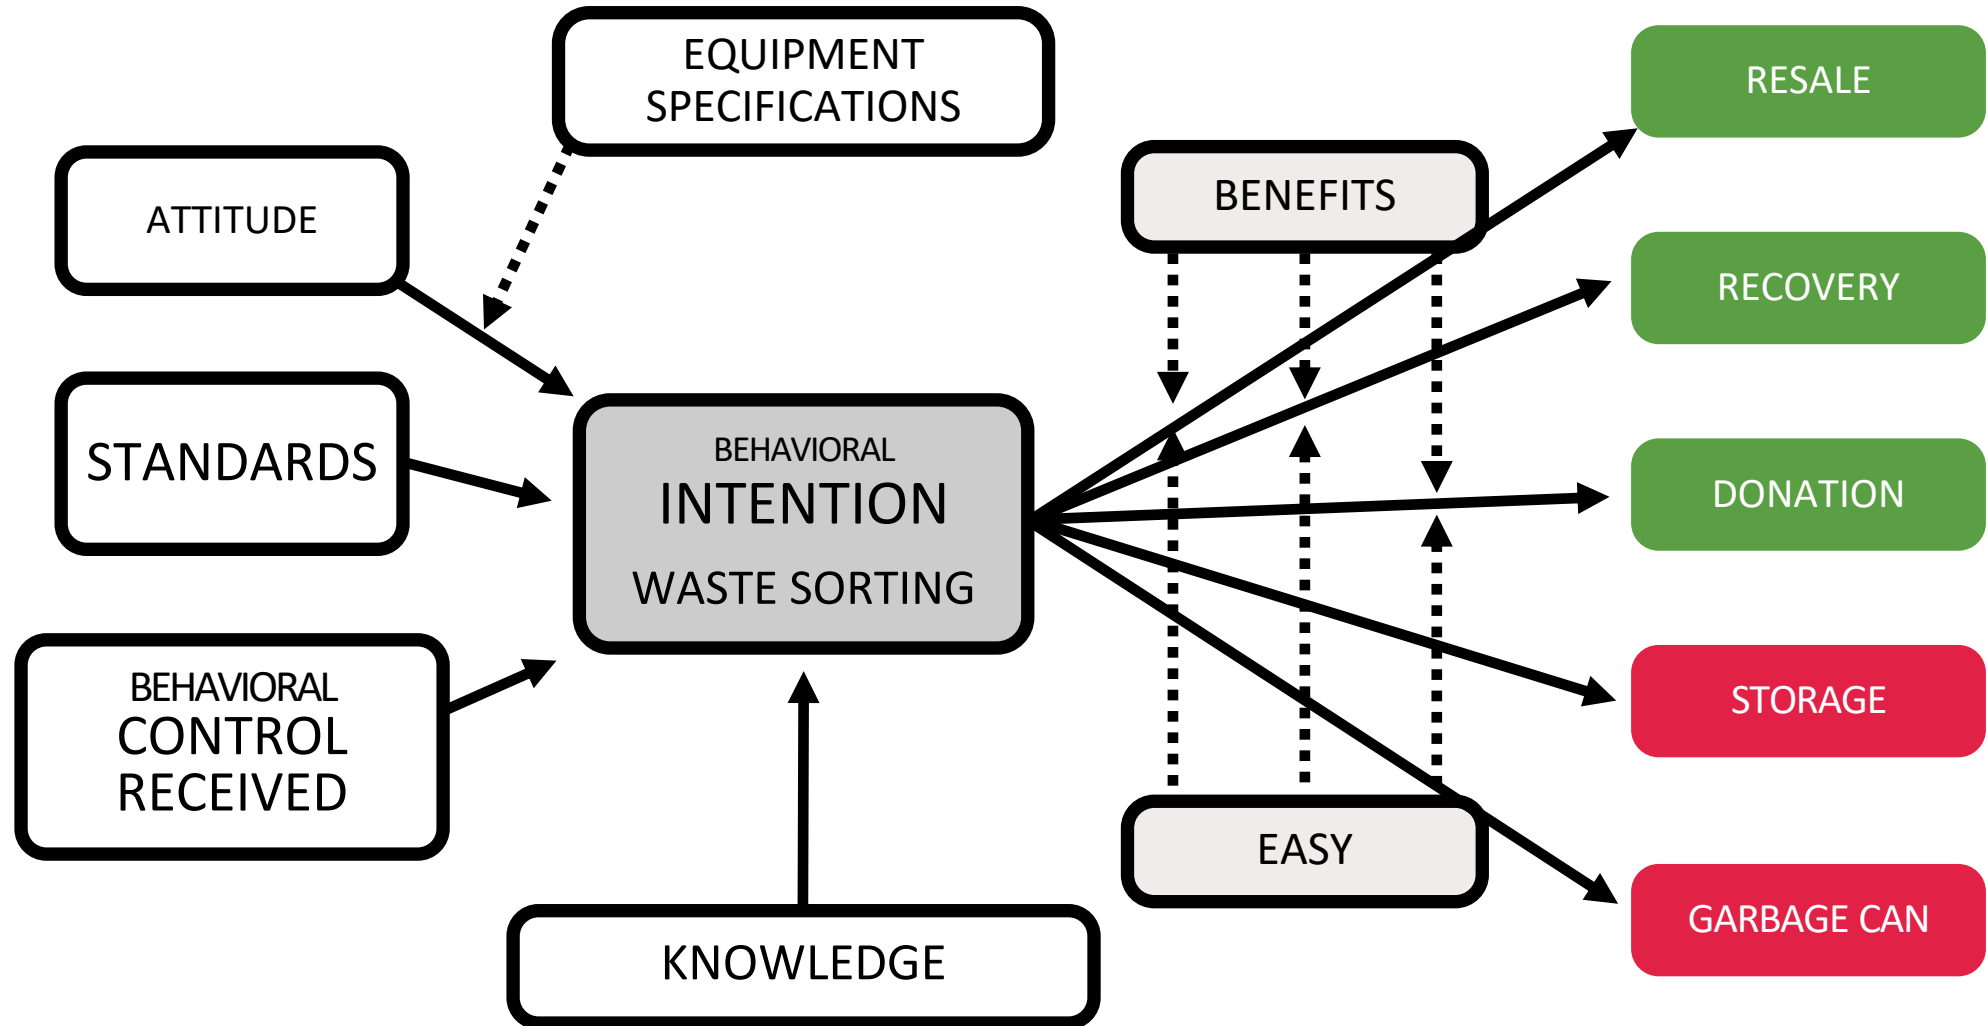 EQUIPMENT
SPECIFICATIONS
ATTITUDE
STANDARDS
BEHAVIORAL
CONTROL
RECEIVED
BEHAVIORAL
INTENTION
WASTE SORTING
KNOWLEDGE
BENEFITS
EASY
RESALE
RECOVERY
DONATION
STORAGE
GARBAGE CAN